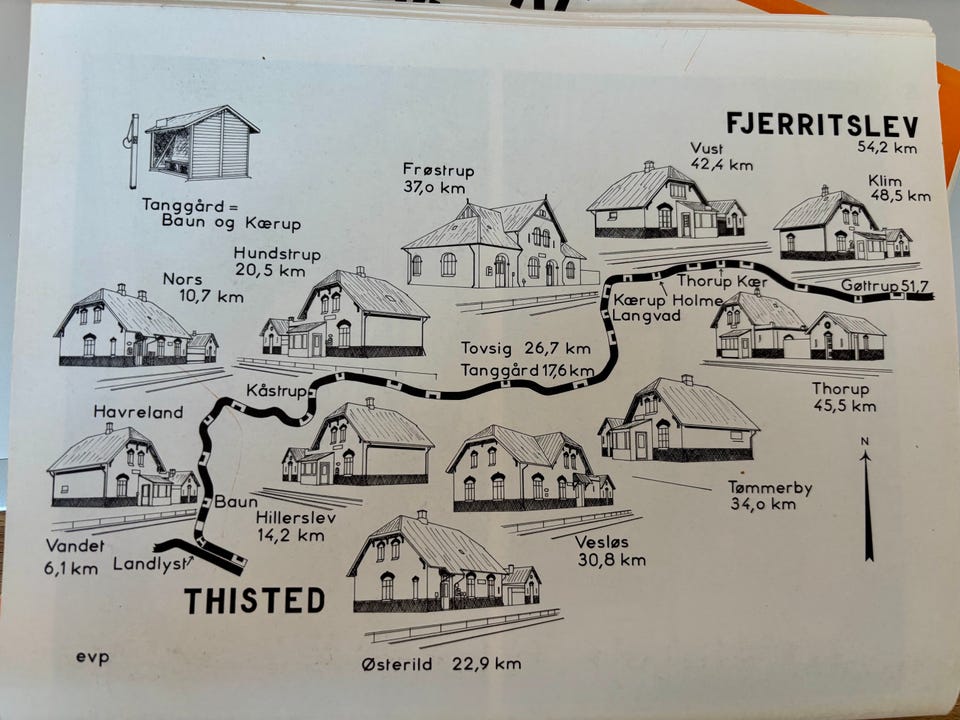 FJERRITSLEV
54,2 km
Vust
42,4 km
Klim
48,5 km
Frøstrup
37,0 km
Tanggård =
Baun og Kærup
Hundstrup
20,5 km
Nors
10,7 km
Thorup Kær
Gøttrup 51,7
Kærup Holme
Langvad
Tovsig 26,7 km
Tanggård 17,6 km
Kåstrup
Thorup
45,5 km
Havreland
N
Baun
Hillerslev
14,2 km
Tømmerby
34,0 km
Vesløs
30,8 km
Vandet
6,1 km
Landlyst
THISTED
evp
Østerild 22,9 km